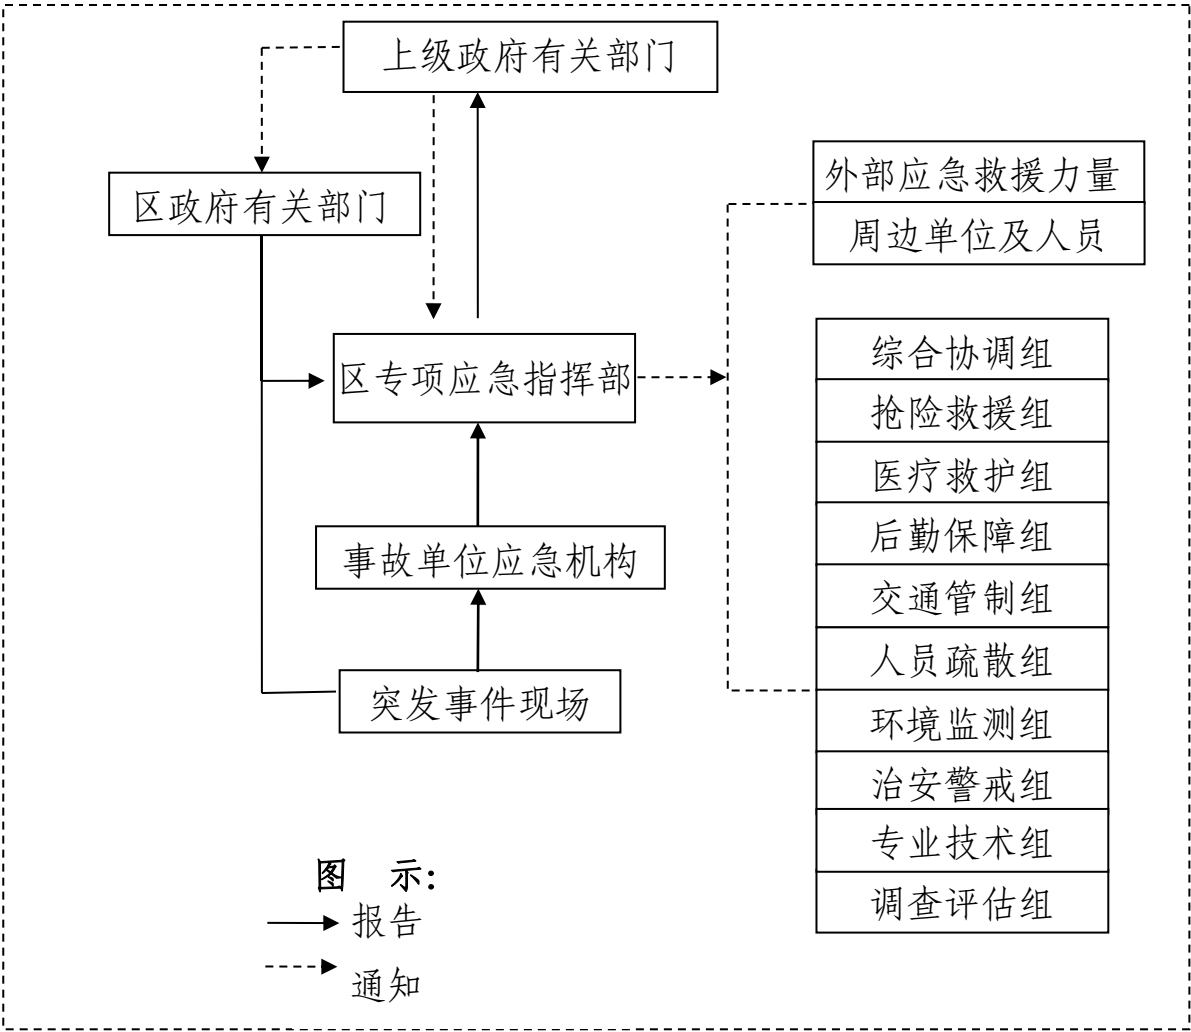 上级政府有关部门
区政府有关部门
外部应急救援力量
周边单位及人员
区专项应急指挥部
事故单位应急机构
突发事件现场
综合协调组
抢险救援组
医疗救护组
后勤保障组
交通管制组
人员疏散组
环境监测组
治安警戒组
专业技术组
调查评估组
图 示:
报告
通知